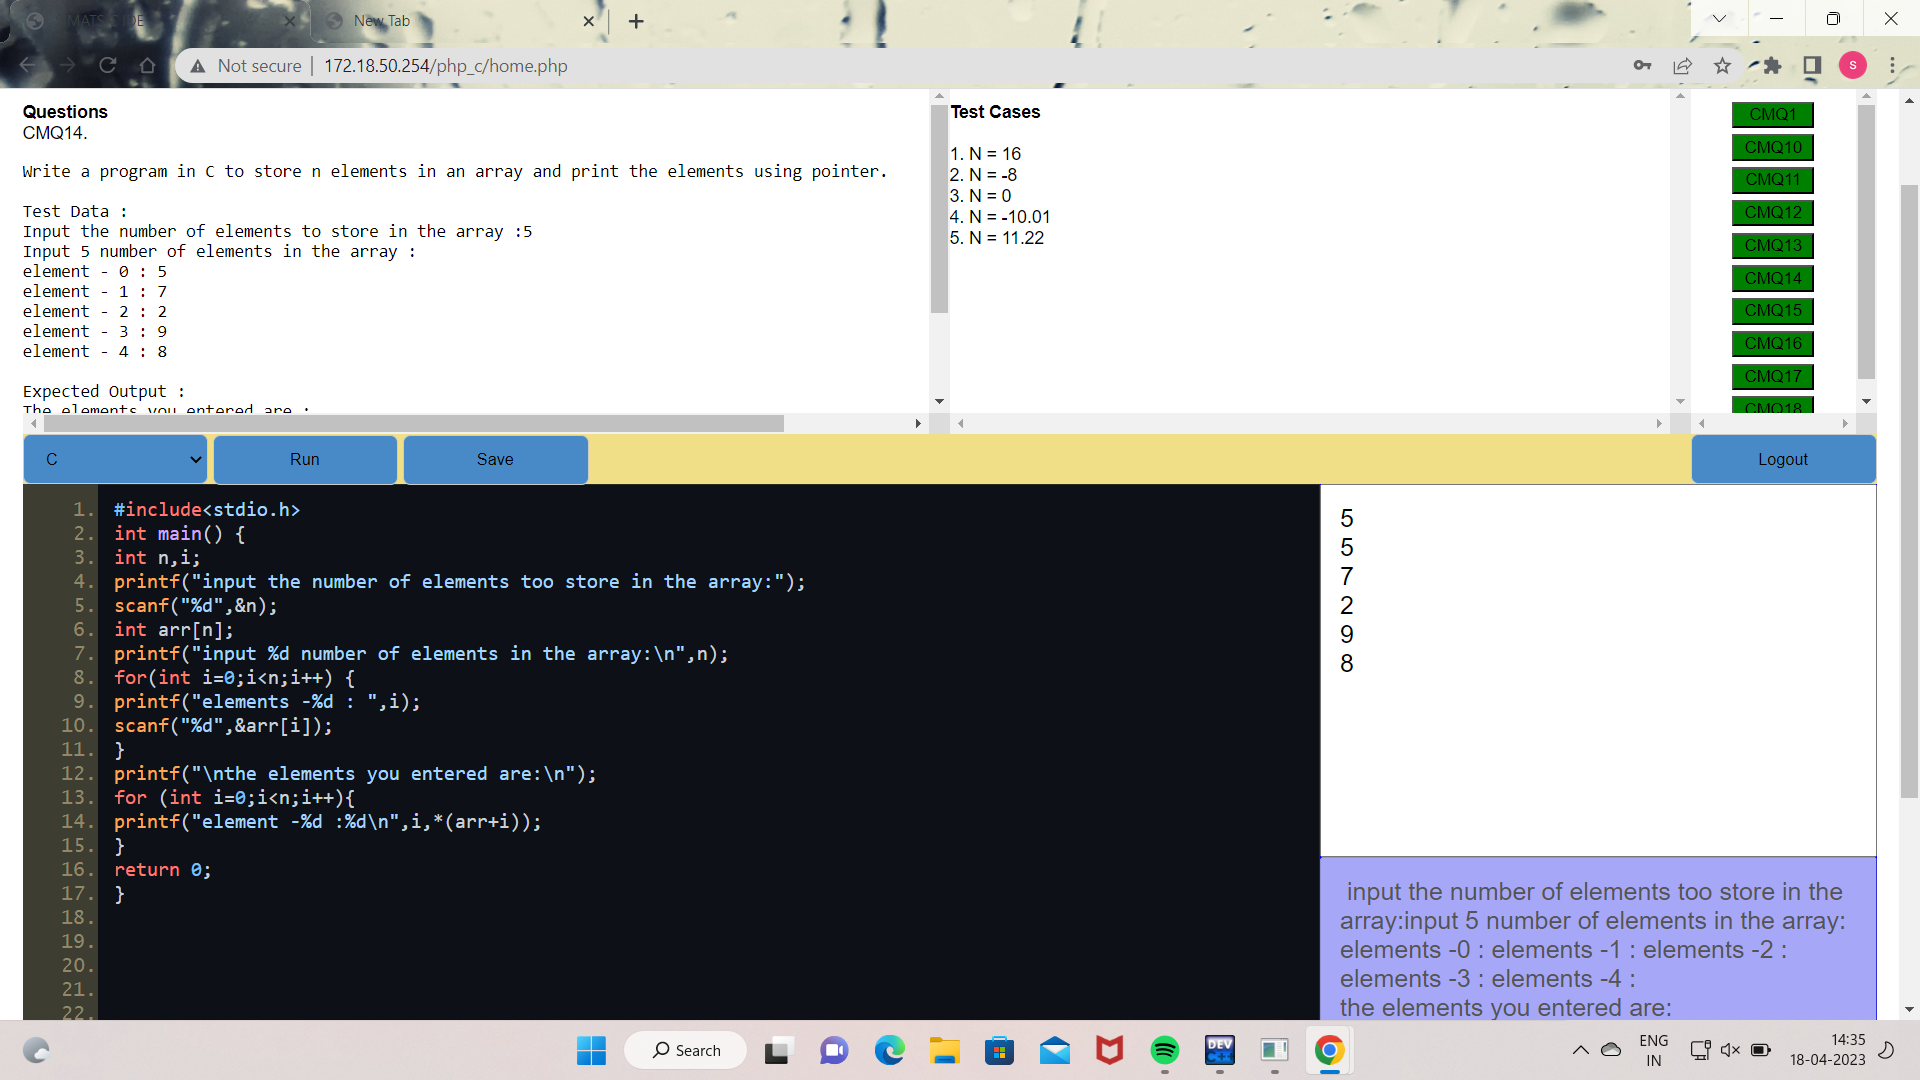 New Tab
Not secure
172.18.50.254/php_c/home.php
S
Questions
CMQ14.
Write a program in C to store n elements in an array and print the elements using pointer.
Test Data :
Input the number of elements to store in the array :5
Input 5 number of elements in the array :
element - 0 : 5
element - 1 : 7
element - 2 : 2
element - 3 : 9
element - 4 : 8
Expected Output :
The elements you entered are :
Test Cases
1. N = 16
2. N = -8
3. N = 0
4. N = -10.01
5. N = 11.22
CMQ1
CMQ10
CMQ11
CMQ12
CMQ13
CMQ14
CMQ15
CMQ16
CMQ17
CMQ18
C
Run
Save
Logout
1. #include<stdio.h>
2. int main() {
3. int n,i;
4. printf("input the number of elements too store in the array:");
5. scanf("%d",&n);
6. int arr[n];
7. printf("input %d number of elements in the array:\n",n);
8. for(int i=0;i<n;i++) {
9. printf("elements -%d : ",i);
10. scanf("%d",&arr[i]);
11. }
12. printf("\nthe elements you entered are:\n");
13. for (int i=0;i<n;i++){
14. printf("element -%d :%d\n",i,*(arr+i));
15. }
16. return 0;
17. }
18.
19.
20.
21.
22.
5
5
7
2
9
8
input the number of elements too store in the
array:input 5 number of elements in the array:
elements -0 : elements -1 : elements -2 :
elements -3 : elements -4 :
the elements you entered are:
Search
DEV
C++
ENG
IN
14:35
18-04-2023